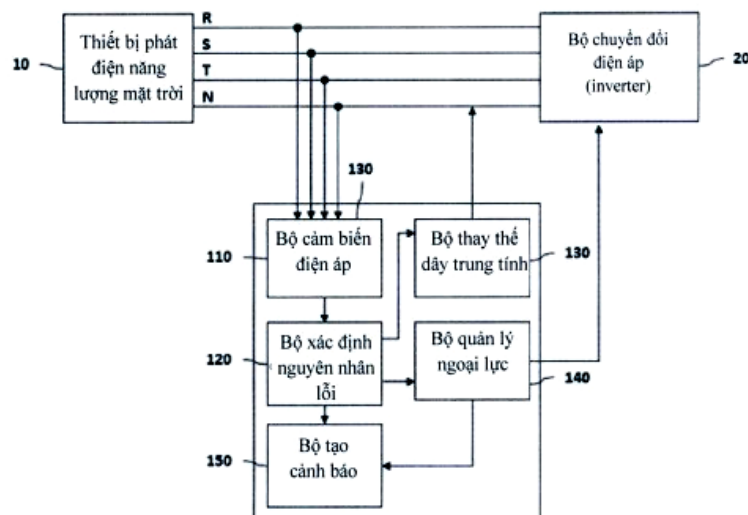 R
S
T
N
10
Thiết bị phát
điện năng
lượng mặt trời
Bộ chuyển đổi
điện áp
(inverter)
20
130
110
Bộ cảm biến
điện áp
Bộ thay thế
dây trung tính
130
120
Bộ xác định
nguyên nhân
lỗi
Bộ quản lý
ngoại lực
140
150
Bộ tạo
cảnh báo